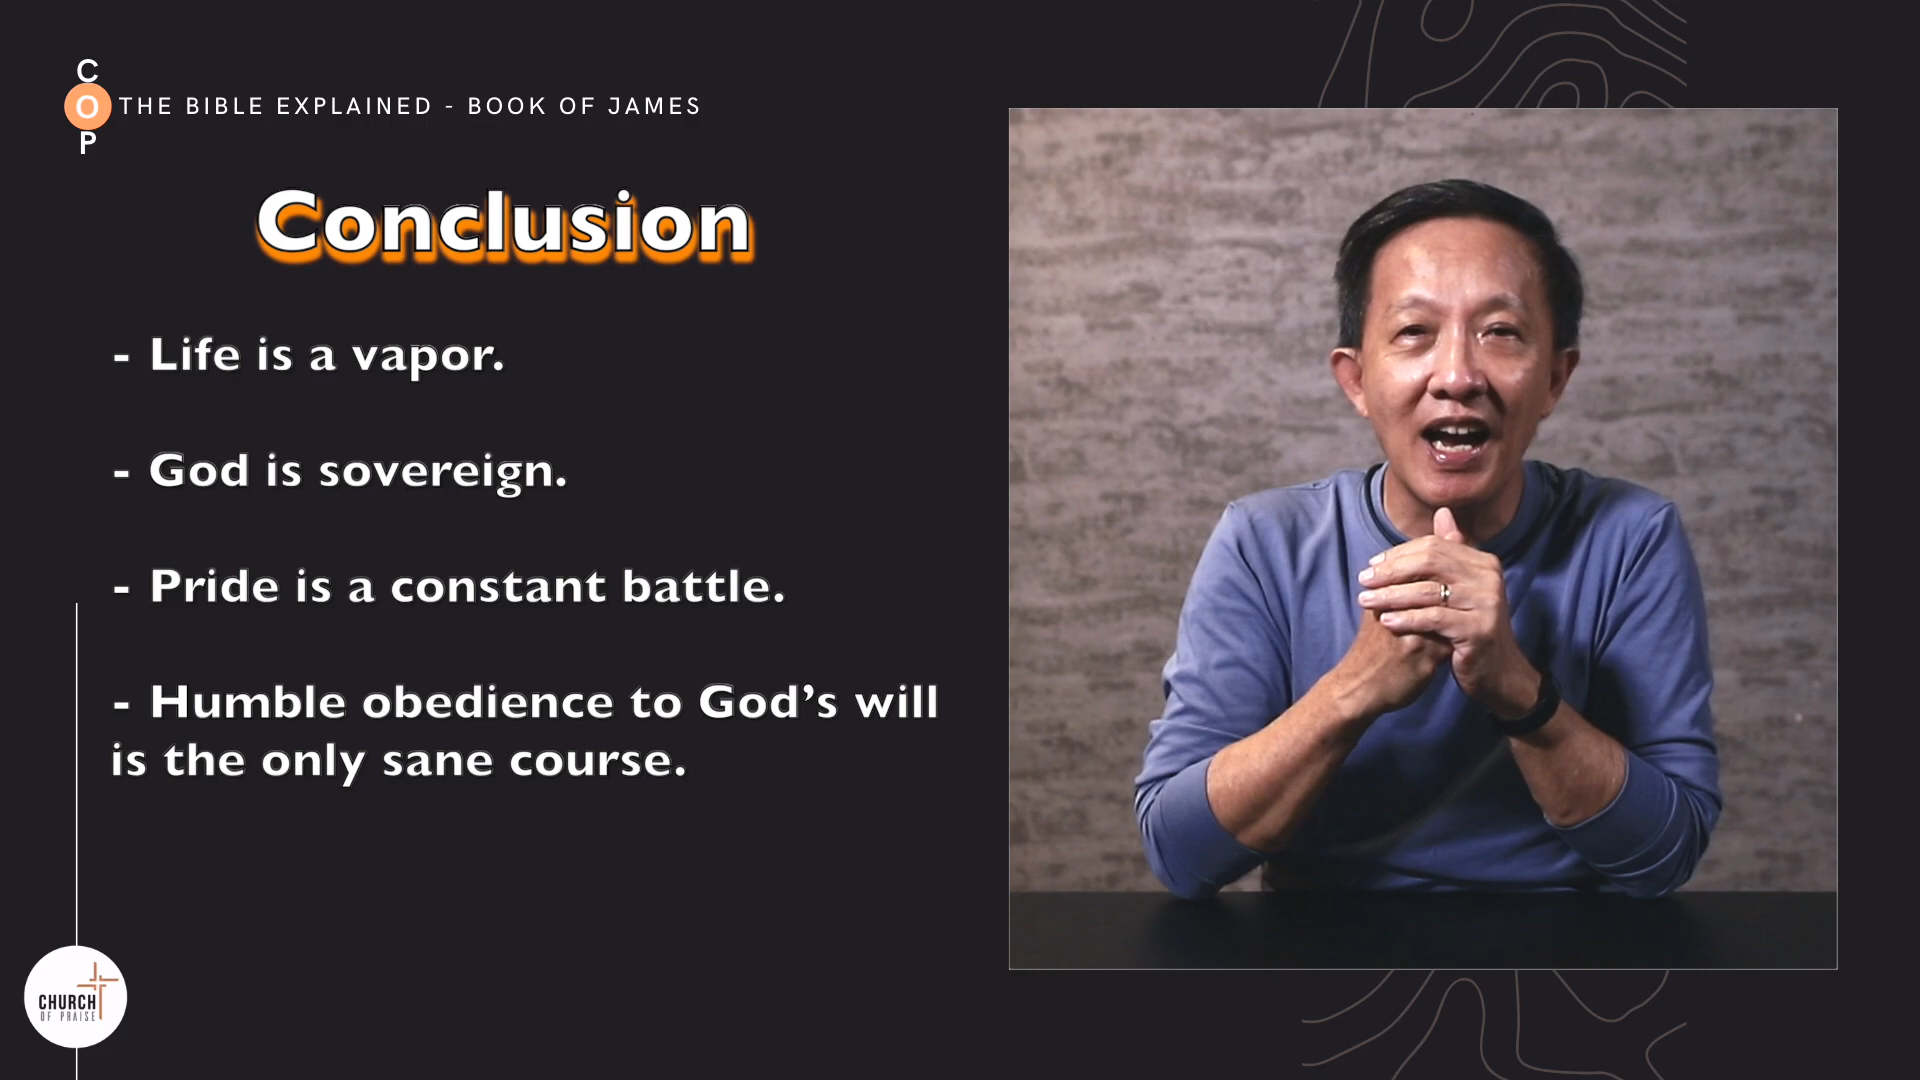 C
O
P
THE BIBLE EXPLAINED - BOOK OF JAMES
Conclusion
- Life is a vapor.
- God is sovereign.
- Pride is a constant battle.
- Humble obedience to God’s will
is the only sane course.
CHURCH
OF PRAISE